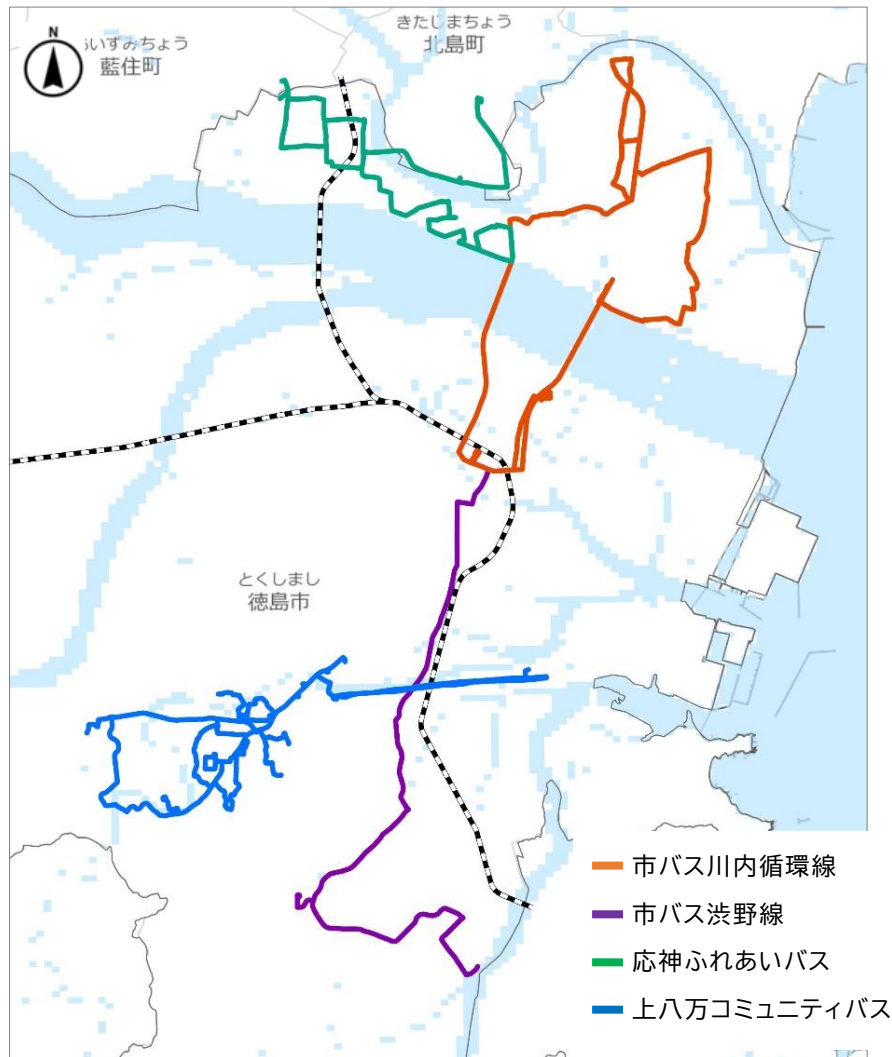 きたじまちょう
北島町
N
いずみちょう
藍住町
とくしまし
徳島市
市バス川内循環線
市バス渋野線
応神ふれあいバス
上八万コミュニティバス